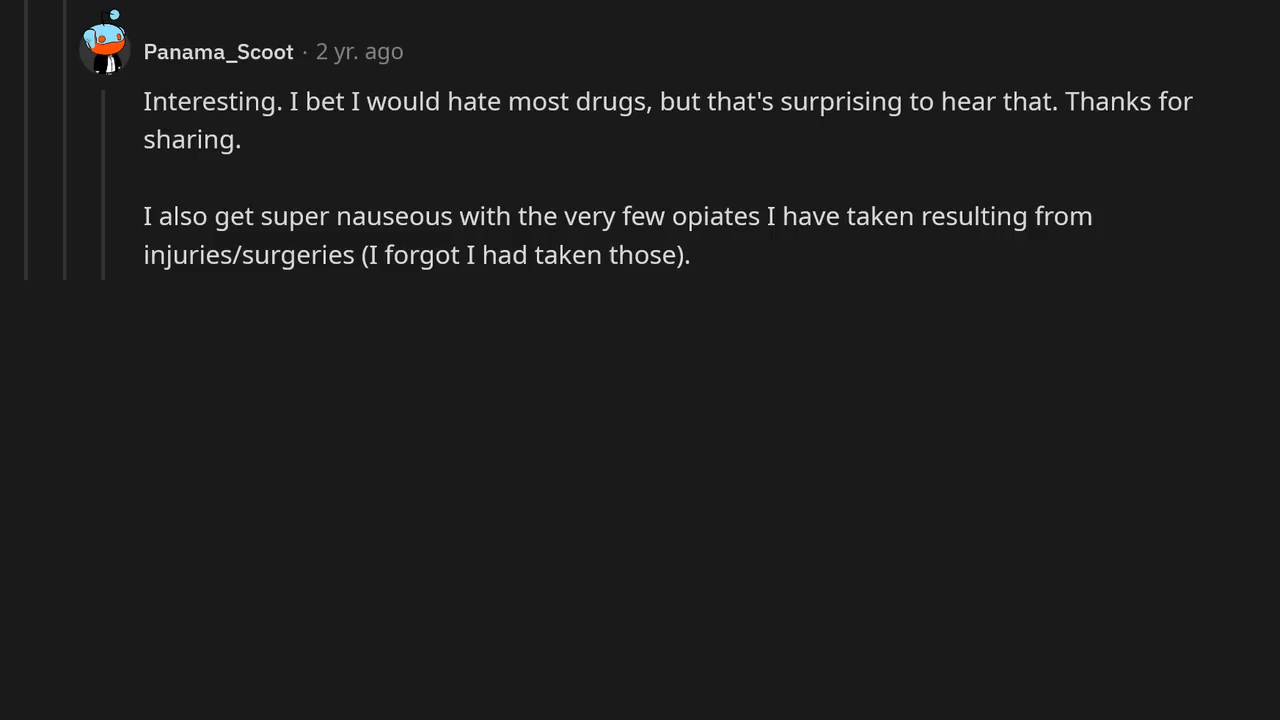 Panama_Scoot · 2 yr. ago
Interesting. I bet I would hate most drugs, but that's surprising to hear that. Thanks for
sharing.
I also get super nauseous with the very few opiates I have taken resulting from
injuries/surgeries (I forgot I had taken those).